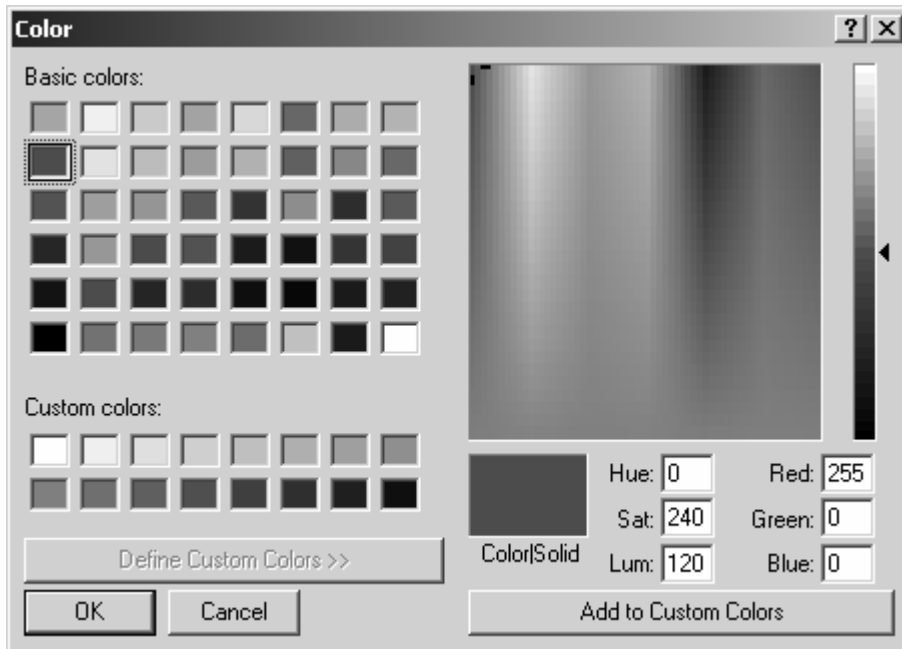 Color
Basic colors:
Custom colors:
Define Custom Colors >>
OK Cancel
Color|Solid
Hue: 0 Red: 255
Sat: 240 Green: 0
Lum: 120 Blue: 0
Add to Custom Colors